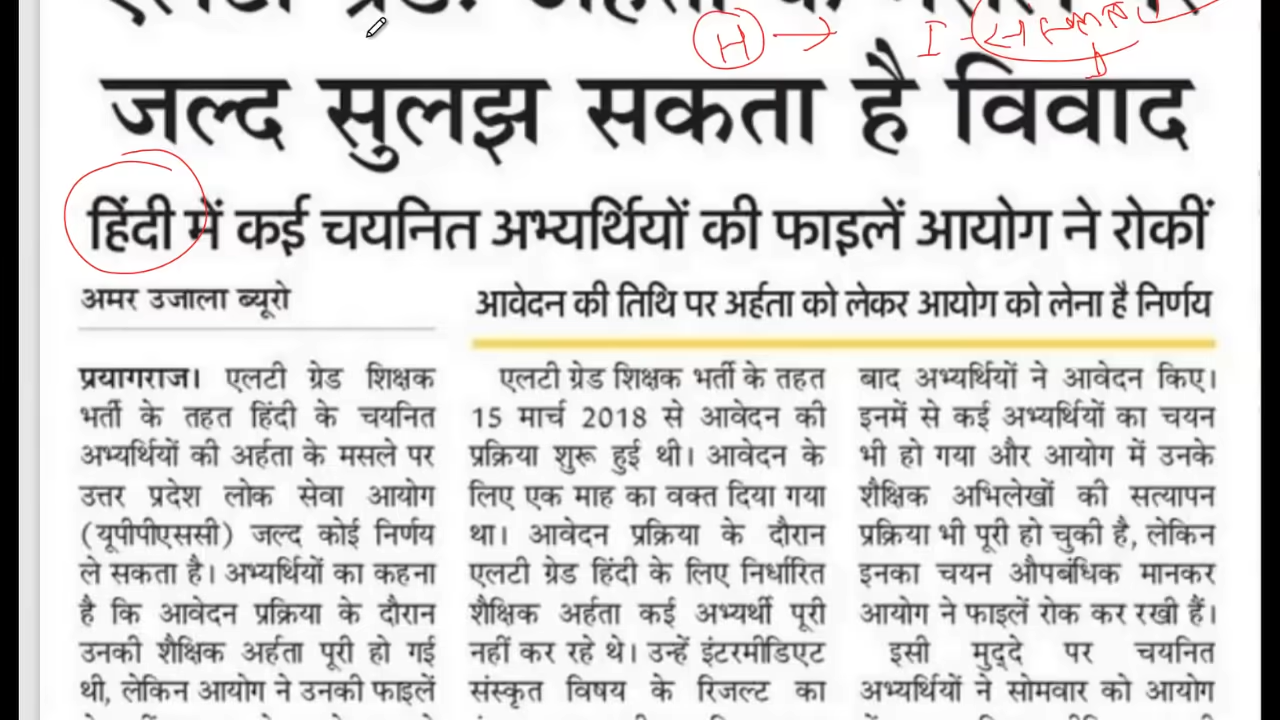 एलटी ग्रेड: अर्हता के मसले पर
H → I - 
जल्द सुलझ सकता है विवाद
हिंदी में कई चयनित अभ्यर्थियों की फाइलें आयोग ने रोकीं
अमर उजाला ब्यूरो
आवेदन की तिथि पर अर्हता को लेकर आयोग को लेना है निर्णय
प्रयागराज। एलटी ग्रेड शिक्षक
भर्ती के तहत हिंदी के चयनित
अभ्यर्थियों की अर्हता के मसले पर
उत्तर प्रदेश लोक सेवा आयोग
(यूपीपीएससी) जल्द कोई निर्णय
ले सकता है। अभ्यर्थियों का कहना
है कि आवेदन प्रक्रिया के दौरान
उनकी शैक्षिक अर्हता पूरी हो गई
थी, लेकिन आयोग ने उनकी फाइलें
एलटी ग्रेड शिक्षक भर्ती के तहत
15 मार्च 2018 से आवेदन की
प्रक्रिया शुरू हुई थी। आवेदन के
लिए एक माह का वक्त दिया गया
था। आवेदन प्रक्रिया के दौरान
एलटी ग्रेड हिंदी के लिए निर्धारित
शैक्षिक अर्हता कई अभ्यर्थी पूरी
नहीं कर रहे थे। उन्हें इंटरमीडिएट
संस्कृत विषय के रिजल्ट का
बाद अभ्यर्थियों ने आवेदन किए।
इनमें से कई अभ्यर्थियों का चयन
भी हो गया और आयोग में उनके
शैक्षिक अभिलेखों की सत्यापन
प्रक्रिया भी पूरी हो चुकी है, लेकिन
इनका चयन औपबंधिक मानकर
आयोग ने फाइलें रोक कर रखी हैं।
इसी मुद्दे पर चयनित
अभ्यर्थियों ने सोमवार को आयोग